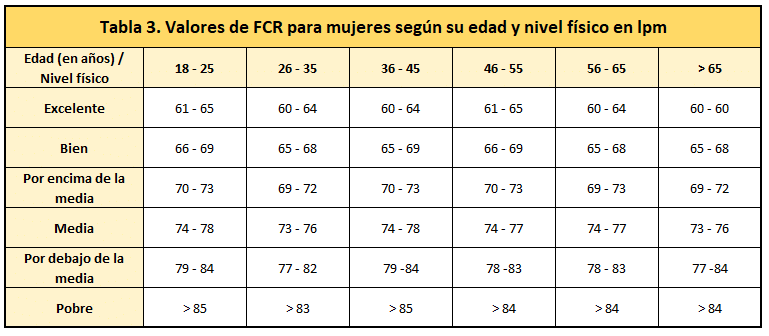 Tabla 3. Valores de FCR para mujeres según su edad y nivel físico en lpm
Edad (en años) / Nivel físico 18 - 25 26 - 35 36 - 45 46 - 55 56 - 65 > 65
Excelente 61 - 65 60 - 64 60 - 64 61 - 65 60 - 64 60 - 60
Bien 66 - 69 65 - 68 65 - 69 66 - 69 65 - 68 65 - 68
Por encima de la media 70 - 73 69 - 72 70 - 73 70 - 73 69 - 73 69 - 72
Media 74 - 78 73 - 76 74 - 78 74 - 77 74 - 77 73 - 76
Por debajo de la media 79 - 84 77 - 82 79 -84 78 -83 78 - 83 77 -84
Pobre > 85 > 83 > 85 > 84 > 84 > 84